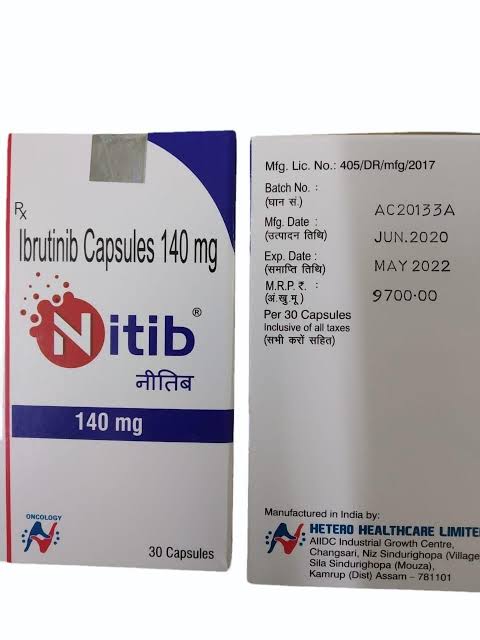 Rx
Ibrutinib Capsules 140 mg
Nitib®
नीतिब
140 mg
ONCOLOGY
30 Capsules
Mfg. Lic. No.: 405/DR/mfg/2017
Batch No. :
(घान सं.)
AC20133A
Mfg. Date :
(उत्पादन तिथि)
JUN.2020
Exp. Date :
(समाप्ति तिथि)
MAY 2022
M.R.P. ₹. :
(अं.खु.मू.)
9700.00
Per 30 Capsules
Inclusive of all taxes
(सभी करों सहित)
Manufactured in India by:
HETERO HEALTHCARE LIMITE
AIIDC Industrial Growth Centre,
Changsari, Niz Sindurighopa (Village
Sila Sindurighopa (Mouza),
Kamrup (Dist) Assam - 781101